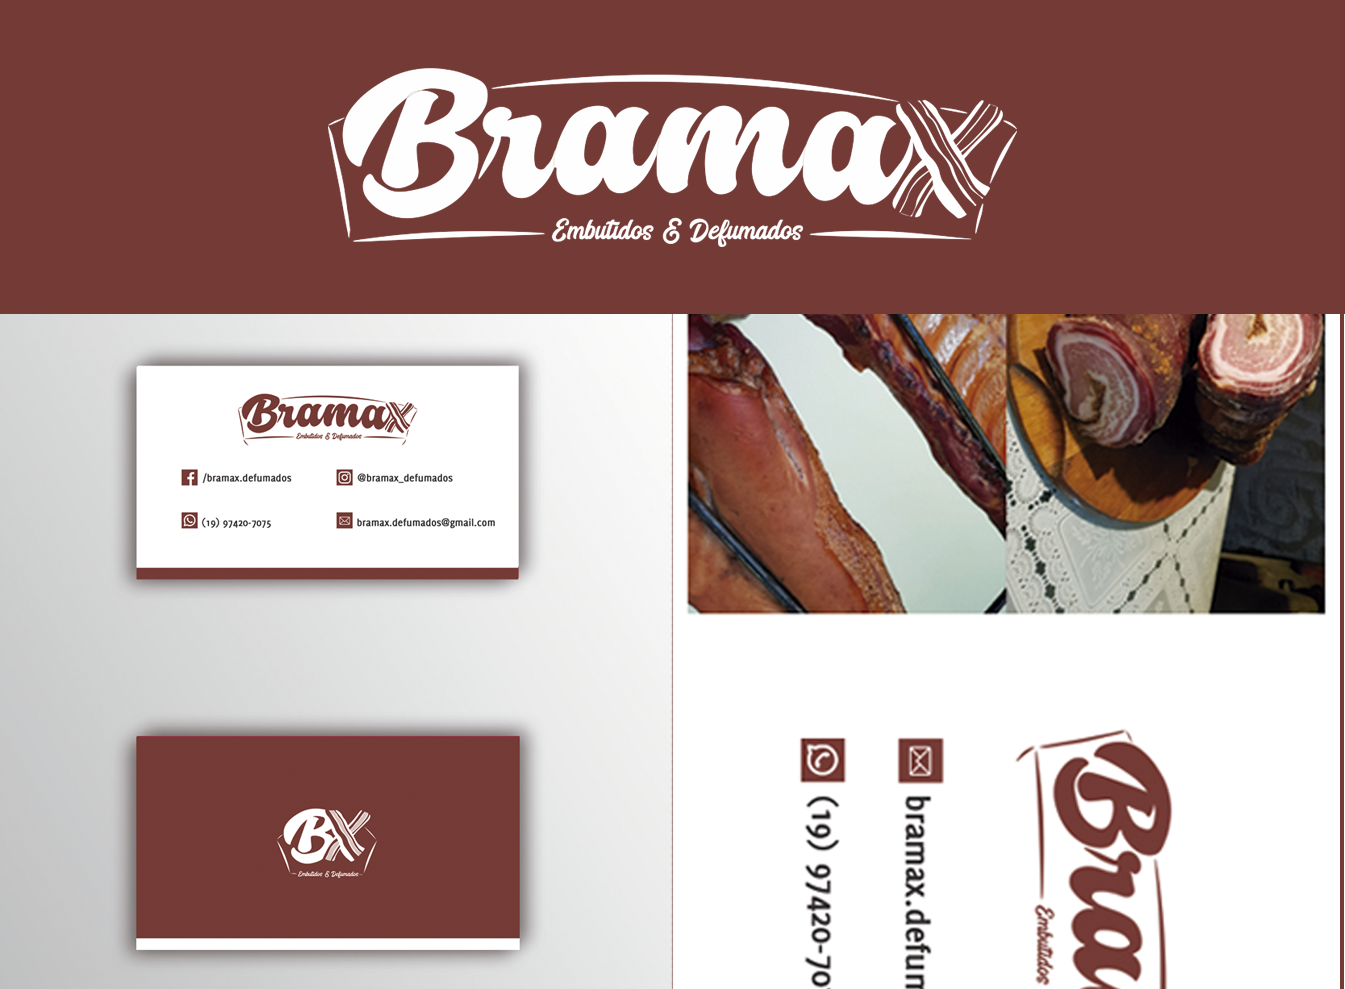 Bramax
Embutidos & Defumados
Bramax
Embutidos & Defumados
/bramax.defumados
@bramax_defumados
(19) 97420-7075
bramax.defumados@gmail.com
BX
Embutidos & Defumados
(19) 97420-70
bramax.defum
Bra
Embutidos